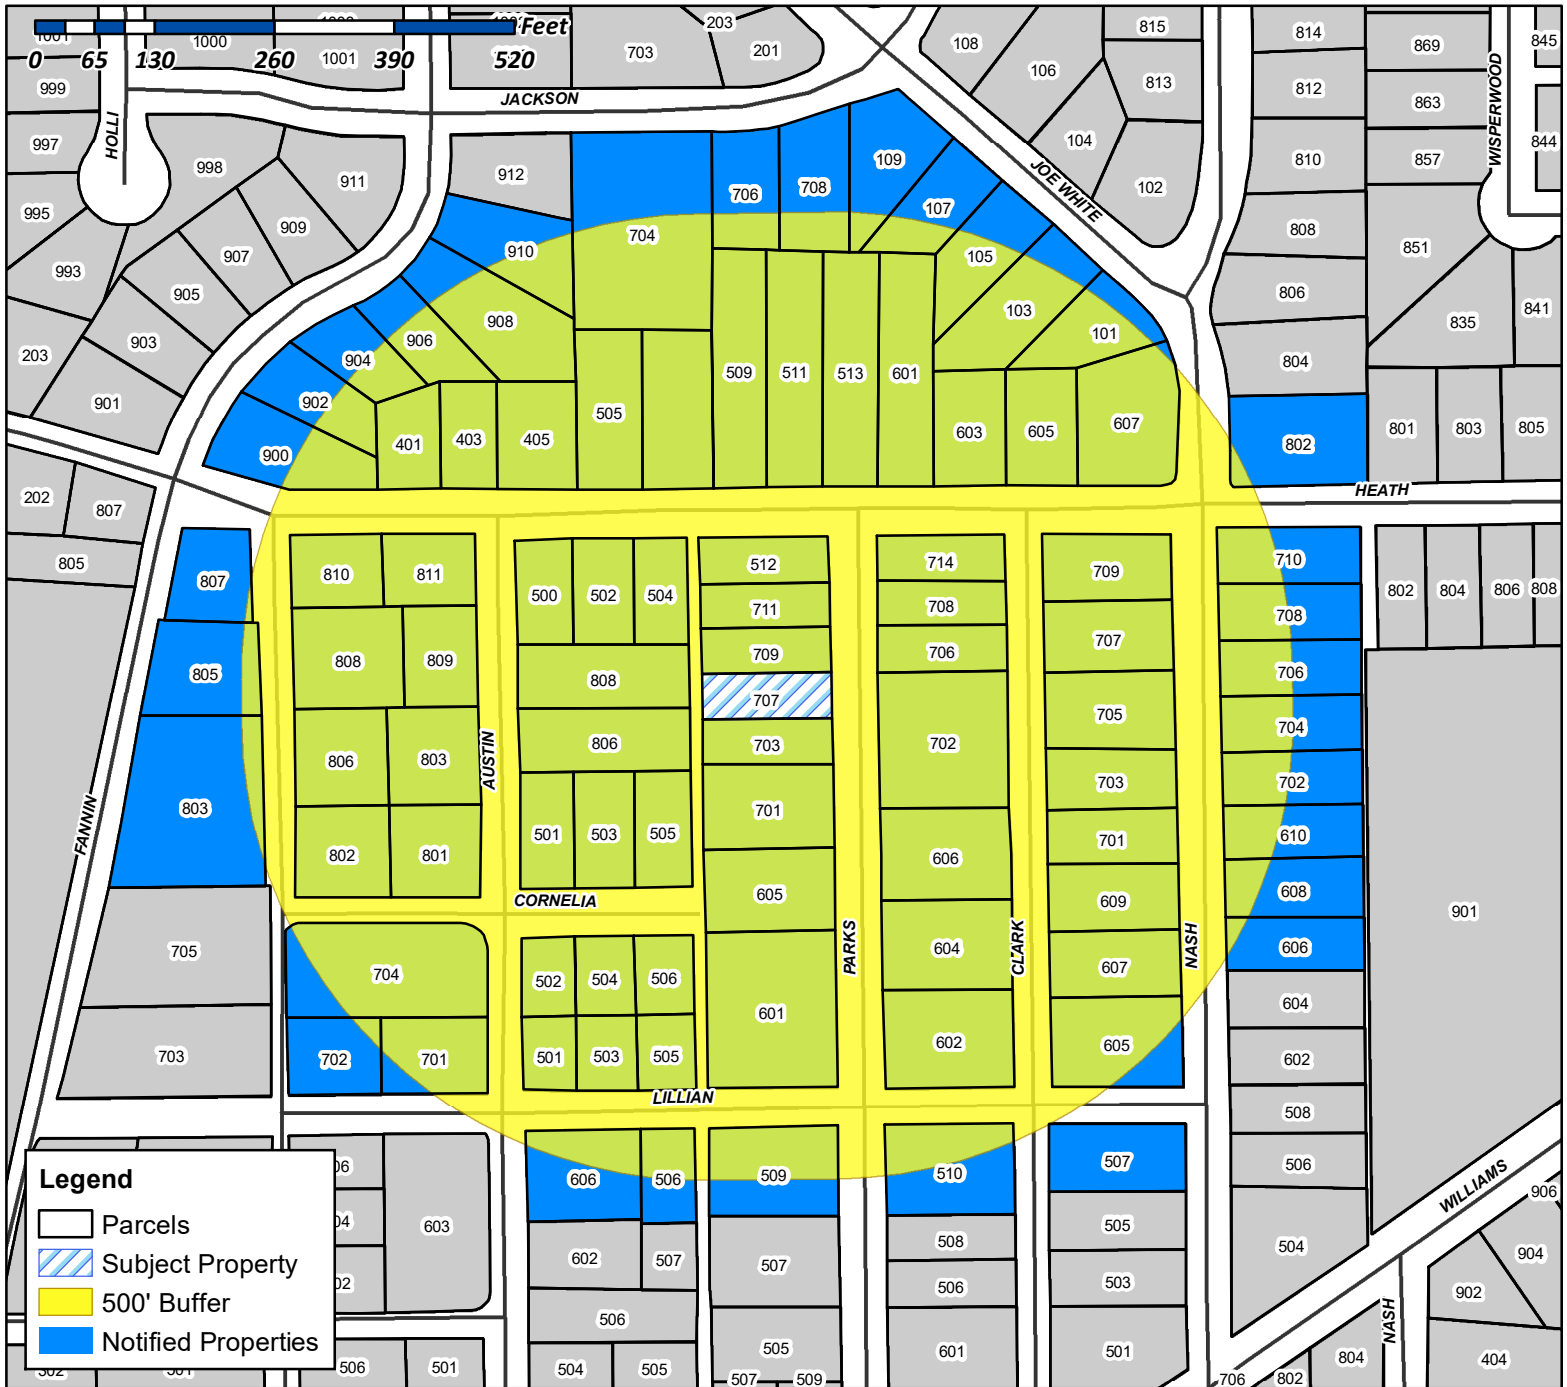 1001 1000 1000 1001 Feet
0 65 130 260 390 520
703 203 201 108 106 815 814 869 845
999 JACKSON 813 812 863
997 HOLLI 998 911 912 706 708 109 107 JOE WHITE 104 102 810 857 WISPERWOOD 844
995 909 907 910 704 105 808 851
993 905 908 103 806 835 841
203 903 906 904 101 804
901 902 401 403 405 505 509 511 513 601 603 605 607 801 803 805
900 802
202 807 HEATH
805 807 810 811 500 502 504 512 714 709 710 802 804 806 808
711 708 708
805 808 809 808 709 706 707 706
707
806 803 AUSTIN 806 703 702 705 704
803 FANNIN 703 702
802 801 501 503 505 701 606 701 610
CORNELIA 605 609 608 901
705 704 502 504 506 PARKS 604 CLARK 607 NASH 606
703 702 701 501 503 505 601 602 605 604
LILLIAN 602
508
606 506 509 510 507 506
603 602 507 507 508 505 504 WILLIAMS 906
506 506 503 902 904
505 601 501 NASH
506 501 504 505 507 509 706 802 804 404
Legend
Parcels
Subject Property
500' Buffer
Notified Properties